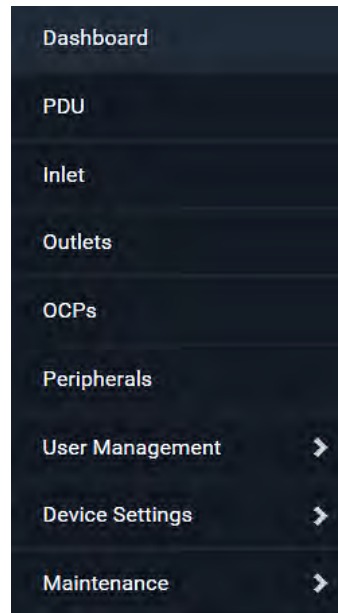 Dashboard
PDU
Inlet
Outlets
OCPs
Peripherals
User Management
Device Settings
Maintenance